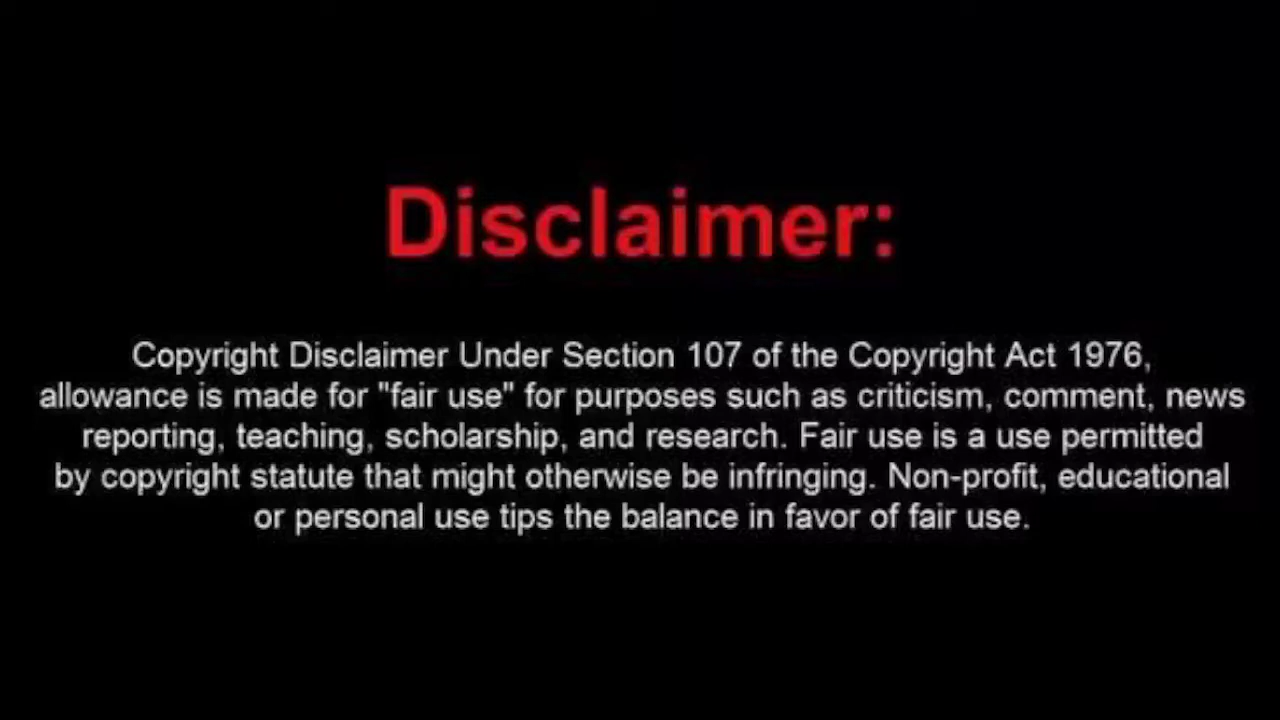 Disclaimer:
Copyright Disclaimer Under Section 107 of the Copyright Act 1976,
allowance is made for "fair use" for purposes such as criticism, comment, news
reporting, teaching, scholarship, and research. Fair use is a use permitted
by copyright statute that might otherwise be infringing. Non-profit, educational
or personal use tips the balance in favor of fair use.